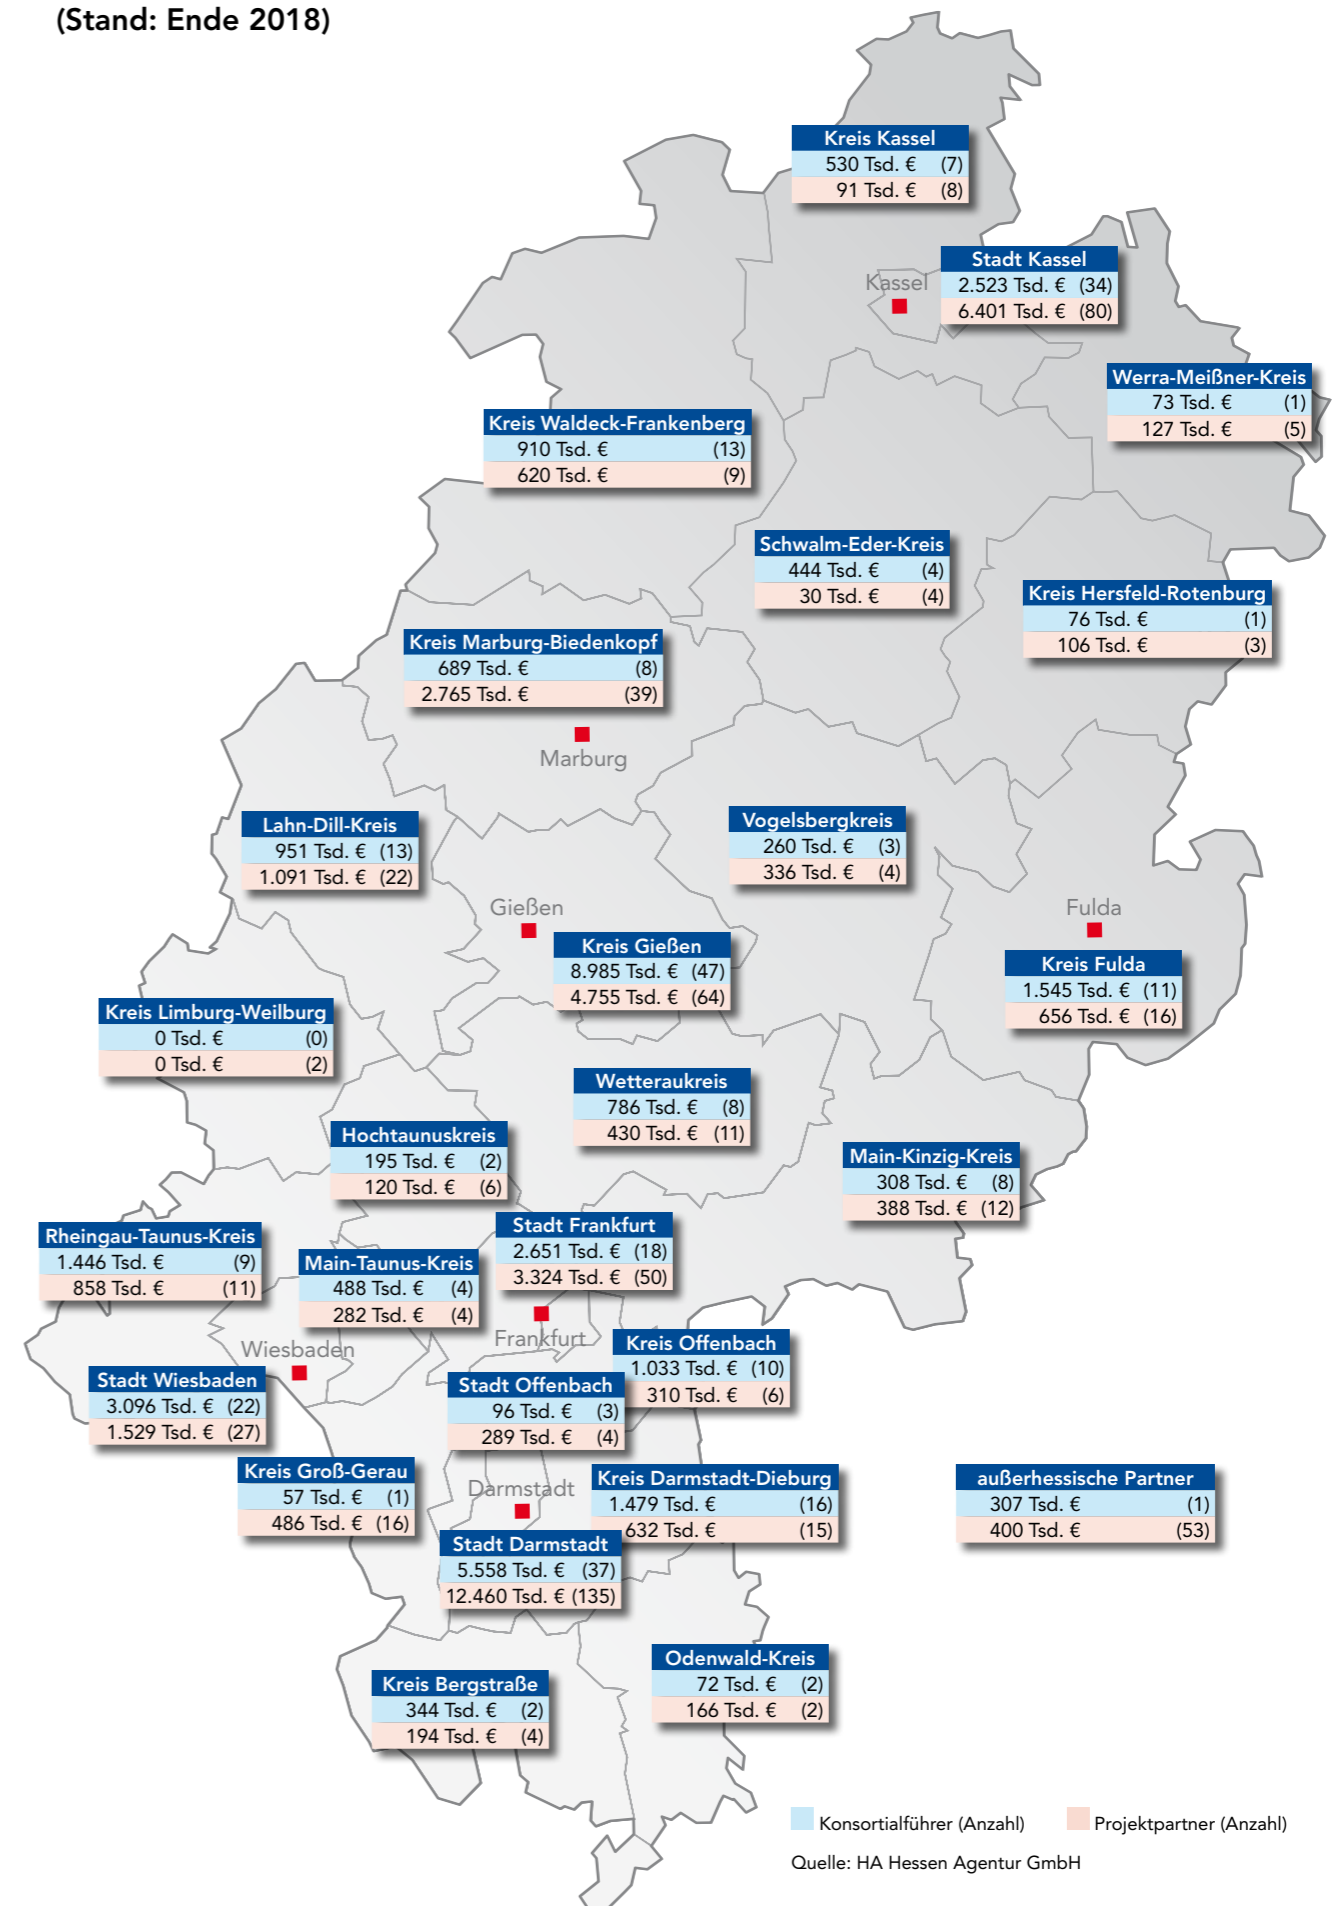 (Stand: Ende 2018)
Kreis Kassel
530 Tsd. € (7)
91 Tsd. € (8)
Stadt Kassel
2.523 Tsd. € (34)
6.401 Tsd. € (80)
Kassel
Werra-Meißner-Kreis
73 Tsd. € (1)
127 Tsd. € (5)
Kreis Waldeck-Frankenberg
910 Tsd. € (13)
620 Tsd. € (9)
Schwalm-Eder-Kreis
444 Tsd. € (4)
30 Tsd. € (4)
Kreis Hersfeld-Rotenburg
76 Tsd. € (1)
106 Tsd. € (3)
Kreis Marburg-Biedenkopf
689 Tsd. € (8)
2.765 Tsd. € (39)
Marburg
Lahn-Dill-Kreis
951 Tsd. € (13)
1.091 Tsd. € (22)
Vogelsbergkreis
260 Tsd. € (3)
336 Tsd. € (4)
Gießen
Kreis Gießen
8.985 Tsd. € (47)
4.755 Tsd. € (64)
Fulda
Kreis Fulda
1.545 Tsd. € (11)
656 Tsd. € (16)
Kreis Limburg-Weilburg
0 Tsd. € (0)
0 Tsd. € (2)
Wetteraukreis
786 Tsd. € (8)
430 Tsd. € (11)
Hochtaunuskreis
195 Tsd. € (2)
120 Tsd. € (6)
Main-Kinzig-Kreis
308 Tsd. € (8)
388 Tsd. € (12)
Rheingau-Taunus-Kreis
1.446 Tsd. € (9)
858 Tsd. € (11)
Main-Taunus-Kreis
488 Tsd. € (4)
282 Tsd. € (4)
Stadt Frankfurt
2.651 Tsd. € (18)
3.324 Tsd. € (50)
Frankfurt
Wiesbaden
Kreis Offenbach
1.033 Tsd. € (10)
310 Tsd. € (6)
Stadt Wiesbaden
3.096 Tsd. € (22)
1.529 Tsd. € (27)
Stadt Offenbach
96 Tsd. € (3)
289 Tsd. € (4)
Kreis Groß-Gerau
57 Tsd. € (1)
486 Tsd. € (16)
Darmstadt
Kreis Darmstadt-Dieburg
1.479 Tsd. € (16)
632 Tsd. € (15)
außerhessische Partner
307 Tsd. € (1)
400 Tsd. € (53)
Stadt Darmstadt
5.558 Tsd. € (37)
12.460 Tsd. € (135)
Odenwald-Kreis
72 Tsd. € (2)
166 Tsd. € (2)
Kreis Bergstraße
344 Tsd. € (2)
194 Tsd. € (4)
Konsortialführer (Anzahl) Projektpartner (Anzahl)
Quelle: HA Hessen Agentur GmbH